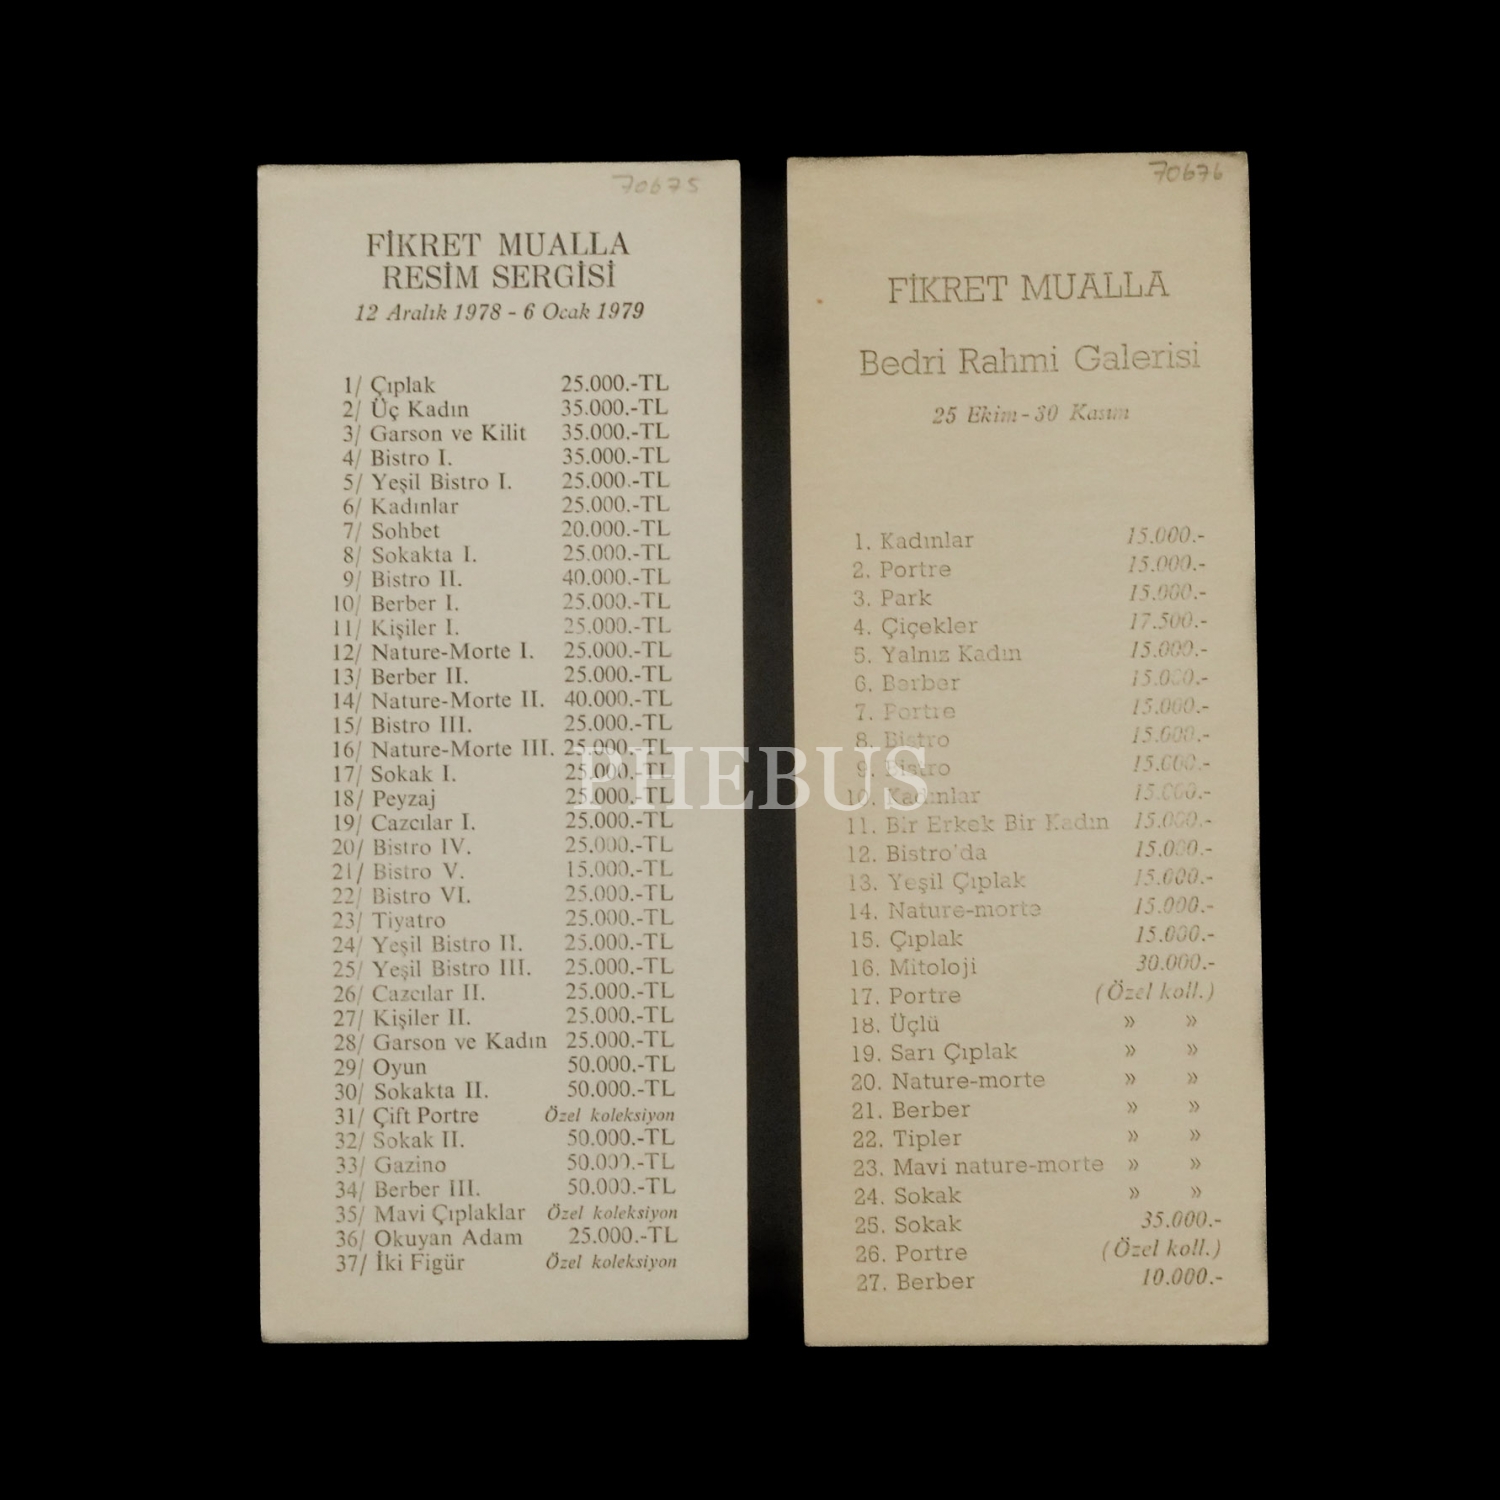 70675
FİKRET MUALLA
RESİM SERGİSİ
12 Aralık 1978 - 6 Ocak 1979
1/ Çıplak 25.000.-TL
2/ Üç Kadın 35.000.-TL
3/ Garson ve Kilit 35.000.-TL
4/ Bistro I. 35.000.-TL
5/ Yeşil Bistro I. 25.000.-TL
6/ Kadınlar 25.000.-TL
7/ Sohbet 20.000.-TL
8/ Sokakta I. 25.000.-TL
9/ Bistro II. 40.000.-TL
10/ Berber I. 25.000.-TL
11/ Kişiler I. 25.000.-TL
12/ Nature-Morte I. 25.000.-TL
13/ Berber II. 25.000.-TL
14/ Nature-Morte II. 40.000.-TL
15/ Bistro III. 25.000.-TL
16/ Nature-Morte III. 25.000.-TL
17/ Sokak I. 25.000.-TL
18/ Peyzaj 25.000.-TL
19/ Cazcılar I. 25.000.-TL
20/ Bistro IV. 25.000.-TL
21/ Bistro V. 15.000.-TL
22/ Bistro VI. 25.000.-TL
23/ Tiyatro 25.000.-TL
24/ Yeşil Bistro II. 25.000.-TL
25/ Yeşil Bistro III. 25.000.-TL
26/ Cazcılar II. 25.000.-TL
27/ Kişiler II. 25.000.-TL
28/ Garson ve Kadın 25.000.-TL
29/ Oyun 50.000.-TL
30/ Sokakta II. 50.000.-TL
31/ Çift Portre Özel koleksiyon
32/ Sokak II. 50.000.-TL
33/ Gazino 50.000.-TL
34/ Berber III. 50.000.-TL
35/ Mavi Çıplaklar Özel koleksiyon
36/ Okuyan Adam 25.000.-TL
37/ İki Figür Özel koleksiyon
70676
FİKRET MUALLA
Bedri Rahmi Galerisi
25 Ekim - 30 Kasım
1. Kadınlar 15.000.-
2. Portre 15.000.-
3. Park 15.000.-
4. Çiçekler 17.500.-
5. Yalnız Kadın 15.000.-
6. Berber 15.000.-
7. Portre 15.000.-
8. Bistro 15.000.-
9. Bistro 15.000.-
10. Kadınlar 15.000.-
11. Bir Erkek Bir Kadın 15.000.-
12. Bistro'da 15.000.-
13. Yeşil Çıplak 15.000.-
14. Nature-morte 15.000.-
15. Çıplak 15.000.-
16. Mitoloji 30.000.-
17. Portre (Özel koll.)
18. Üçlü » »
19. Sarı Çıplak » »
20. Nature-morte » »
21. Berber » »
22. Tipler » »
23. Mavi nature-morte » »
24. Sokak » »
25. Sokak 35.000.-
26. Portre (Özel koll.)
27. Berber 10.000.-
PHEBUS